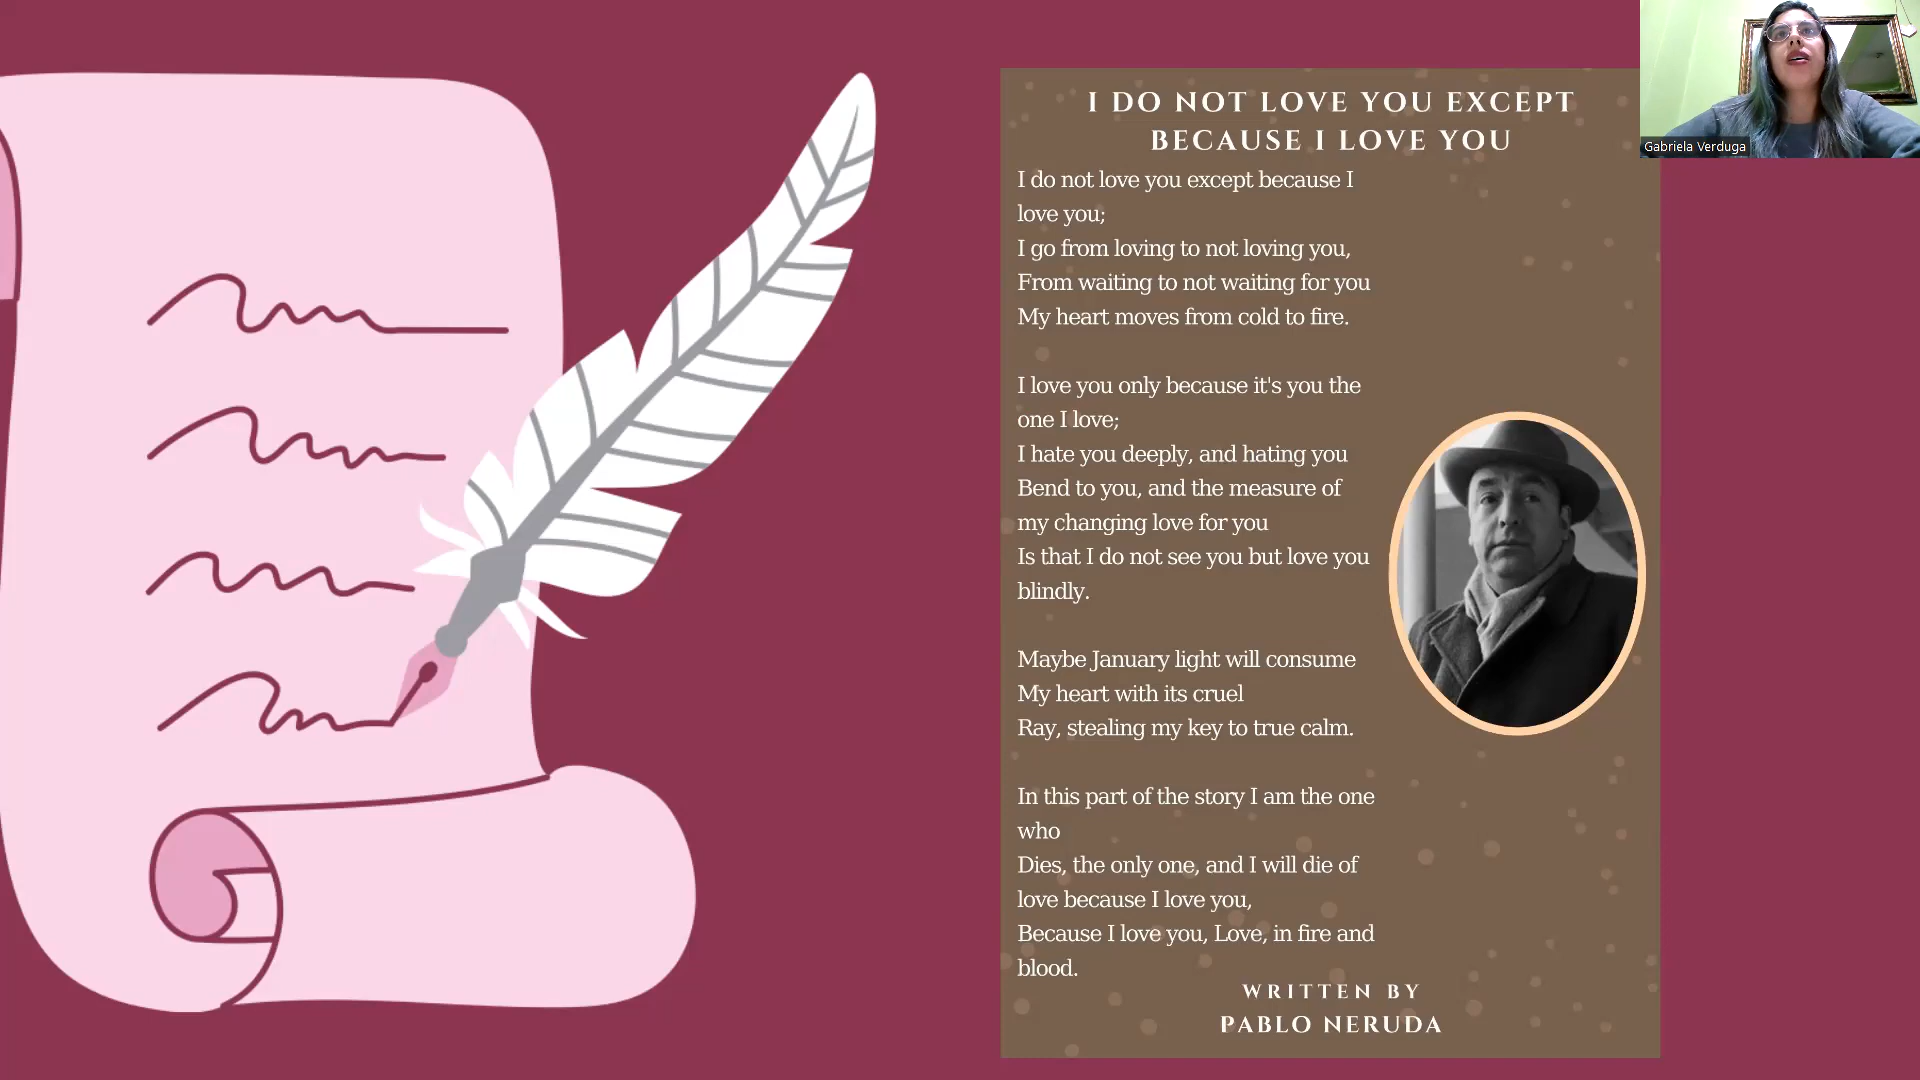 I DO NOT LOVE YOU EXCEPT
BECAUSE I LOVE YOU
I do not love you except because I
love you;
I go from loving to not loving you,
From waiting to not waiting for you
My heart moves from cold to fire.
I love you only because it's you the
one I love;
I hate you deeply, and hating you
Bend to you, and the measure of
my changing love for you
Is that I do not see you but love you
blindly.
Maybe January light will consume
My heart with its cruel
Ray, stealing my key to true calm.
In this part of the story I am the one
who
Dies, the only one, and I will die of
love because I love you,
Because I love you, Love, in fire and
blood.
WRITTEN BY
PABLO NERUDA
Gabriela Verduga